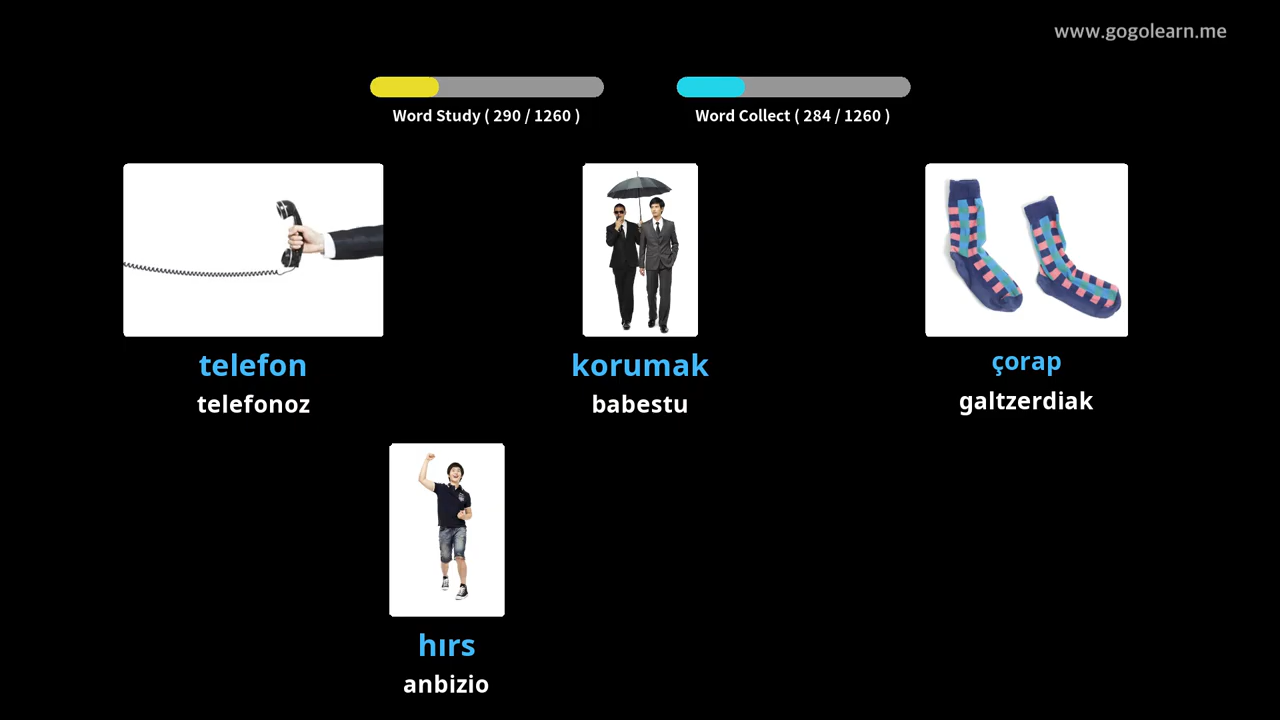 www.gogolearn.me
Word Study ( 290 / 1260 )
Word Collect ( 284 / 1260 )
telefon
telefonoz
korumak
babestu
çorap
galtzerdiak
hırs
anbizio